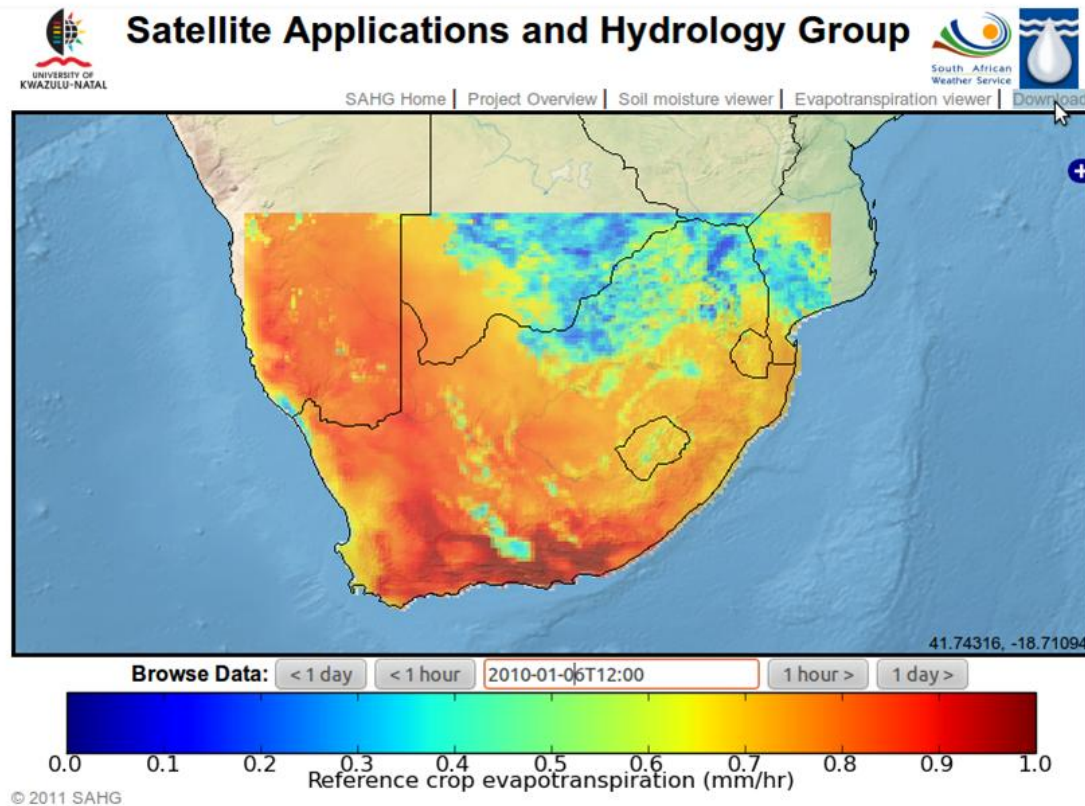 Satellite Applications and Hydrology Group
UNIVERSITY OF
KWAZULU-NATAL
South African
Weather Service
SAHG Home | Project Overview | Soil moisture viewer | Evapotranspiration viewer | Download
41.74316, -18.71094
Browse Data: < 1 day < 1 hour 2010-01-06T12:00 1 hour > 1 day >
0.0 0.1 0.2 0.3 0.4 0.5 0.6 0.7 0.8 0.9 1.0
Reference crop evapotranspiration (mm/hr)
© 2011 SAHG